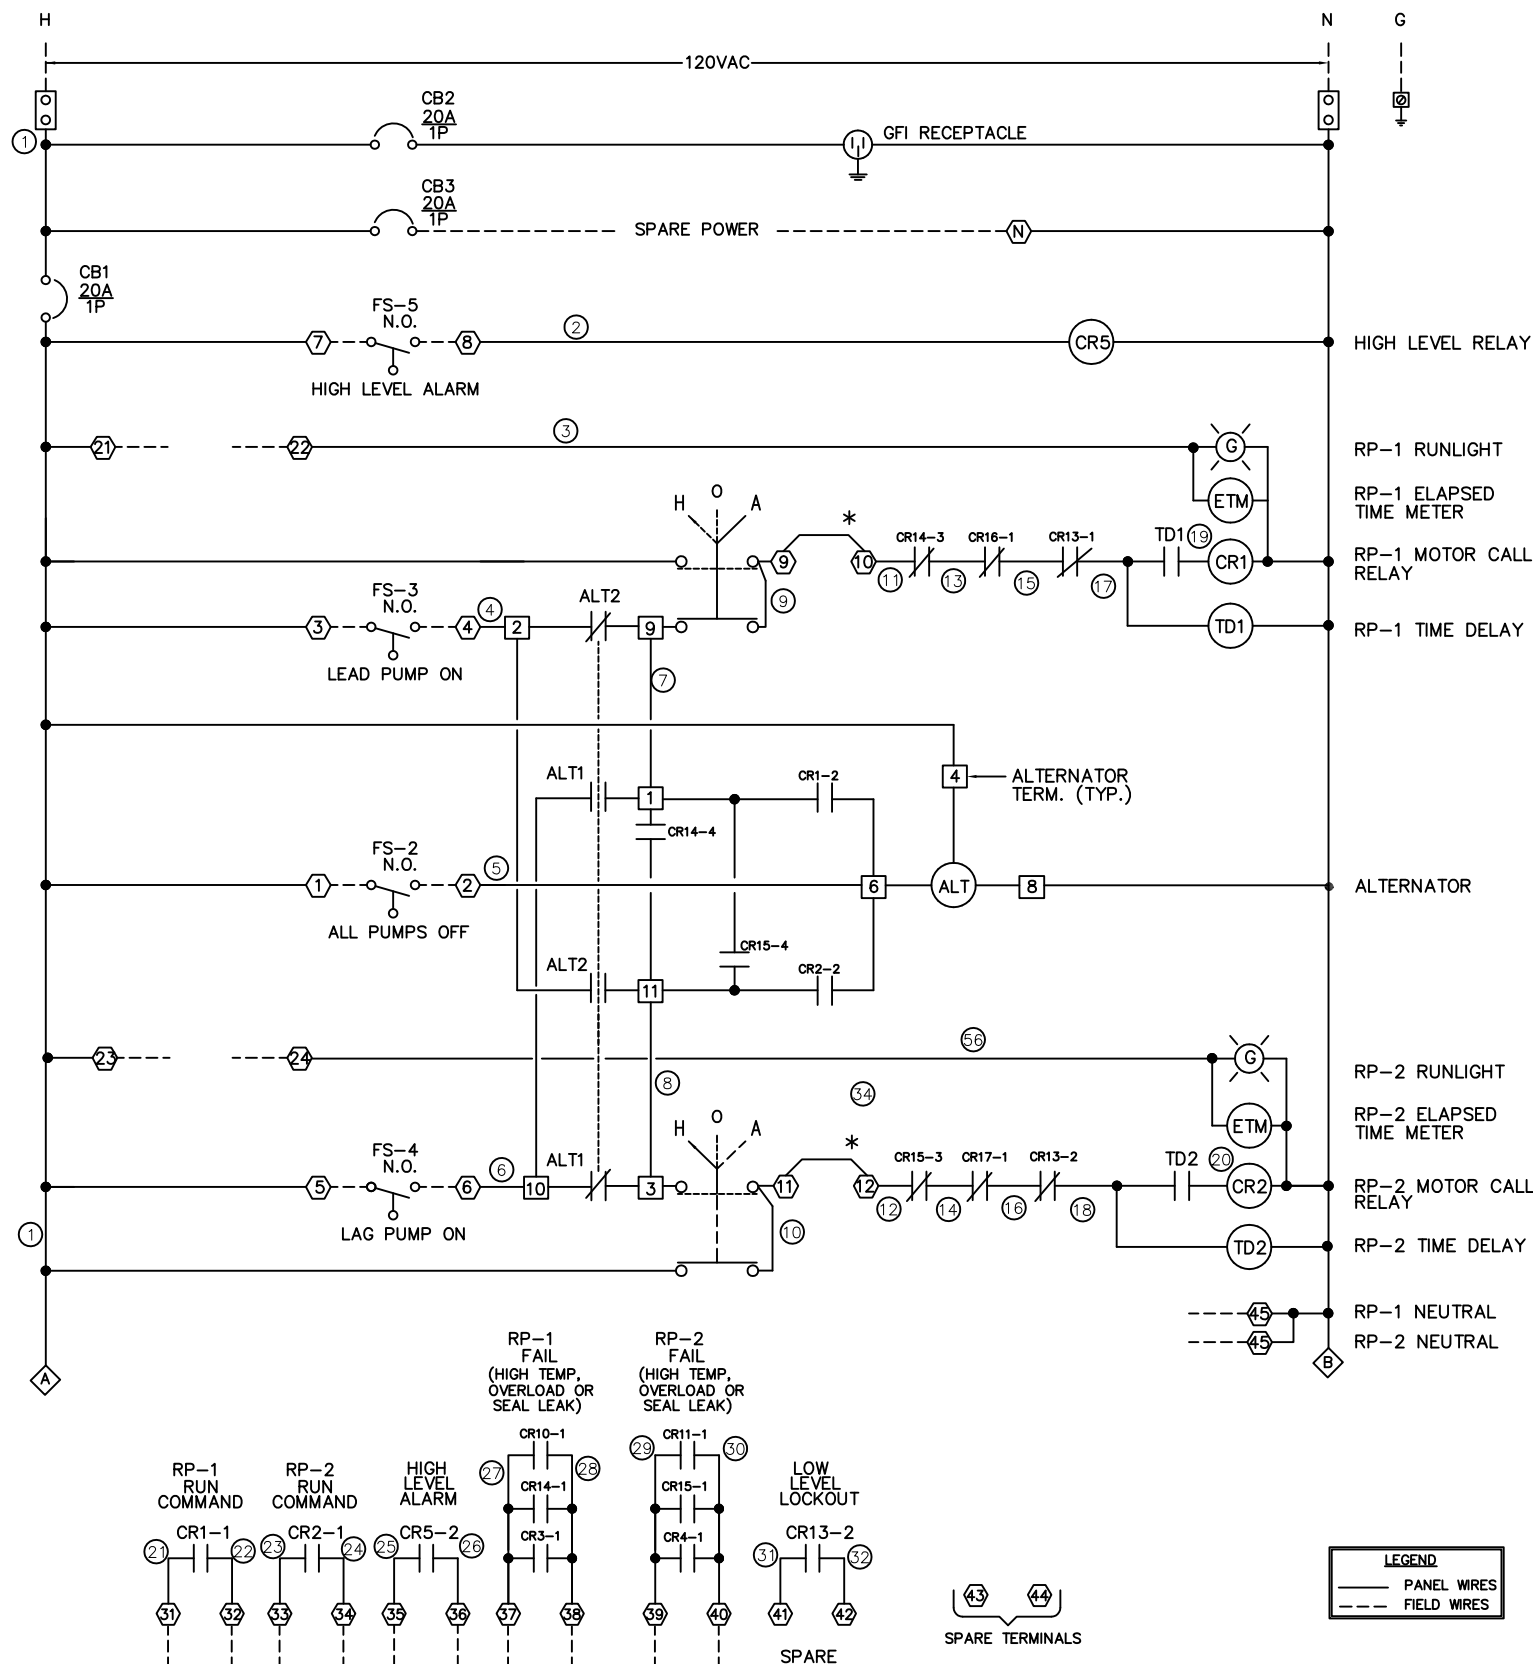 H
N
G
120VAC
1
CB2
20A
1P
GFI RECEPTACLE
CB3
20A
1P
SPARE POWER
N
CB1
20A
1P
FS-5
N.O.
7
8
2
CR5
HIGH LEVEL RELAY
HIGH LEVEL ALARM
21
22
3
G
RP-1 RUNLIGHT
ETM
RP-1 ELAPSED
TIME METER
H
O
A
*
9
10
CR14-3
CR16-1
CR13-1
TD1
19
CR1
RP-1 MOTOR CALL
RELAY
11
13
15
17
9
FS-3
N.O.
3
4
4
2
ALT2
9
TD1
RP-1 TIME DELAY
LEAD PUMP ON
7
4
ALTERNATOR
TERM. (TYP.)
ALT1
1
CR1-2
CR14-4
FS-2
N.O.
1
2
5
6
ALT
8
ALTERNATOR
ALL PUMPS OFF
CR15-4
ALT2
11
CR2-2
23
24
56
G
RP-2 RUNLIGHT
8
34
ETM
RP-2 ELAPSED
TIME METER
H
O
A
*
FS-4
N.O.
5
6
6
10
ALT1
3
11
12
CR15-3
CR17-1
CR13-2
TD2
20
CR2
RP-2 MOTOR CALL
RELAY
12
14
16
18
10
1
LAG PUMP ON
TD2
RP-2 TIME DELAY
45
RP-1 NEUTRAL
45
RP-2 NEUTRAL
A
B
RP-1
FAIL
(HIGH TEMP,
OVERLOAD OR
SEAL LEAK)
RP-2
FAIL
(HIGH TEMP,
OVERLOAD OR
SEAL LEAK)
RP-1
RUN
COMMAND
CR1-1
21
22
31
32
RP-2
RUN
COMMAND
CR2-1
23
24
33
34
HIGH
LEVEL
ALARM
CR5-2
25
26
35
36
CR10-1
27
28
CR14-1
CR3-1
37
38
CR11-1
29
30
CR15-1
CR4-1
39
40
LOW
LEVEL
LOCKOUT
CR13-2
31
32
41
42
SPARE
43
44
SPARE TERMINALS
LEGEND
PANEL WIRES
FIELD WIRES